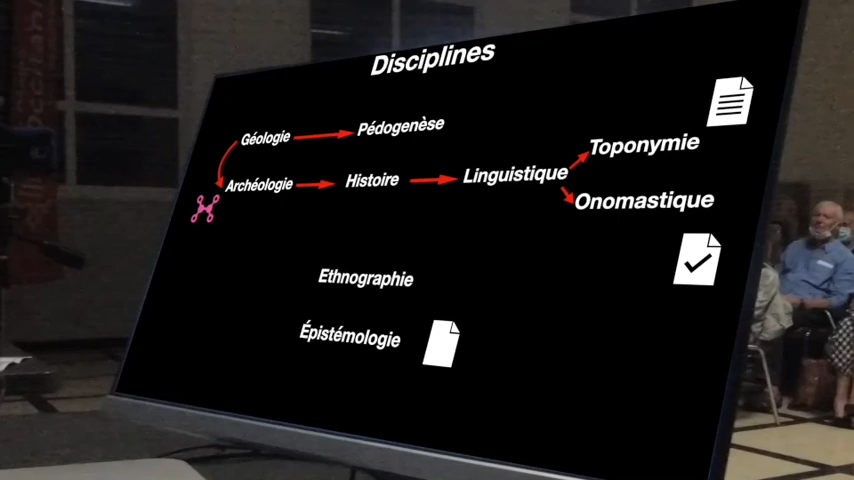 Disciplines
Géologie
Pédogenèse
Archéologie
Histoire
Linguistique
Toponymie
Onomastique
Ethnographie
Épistémologie